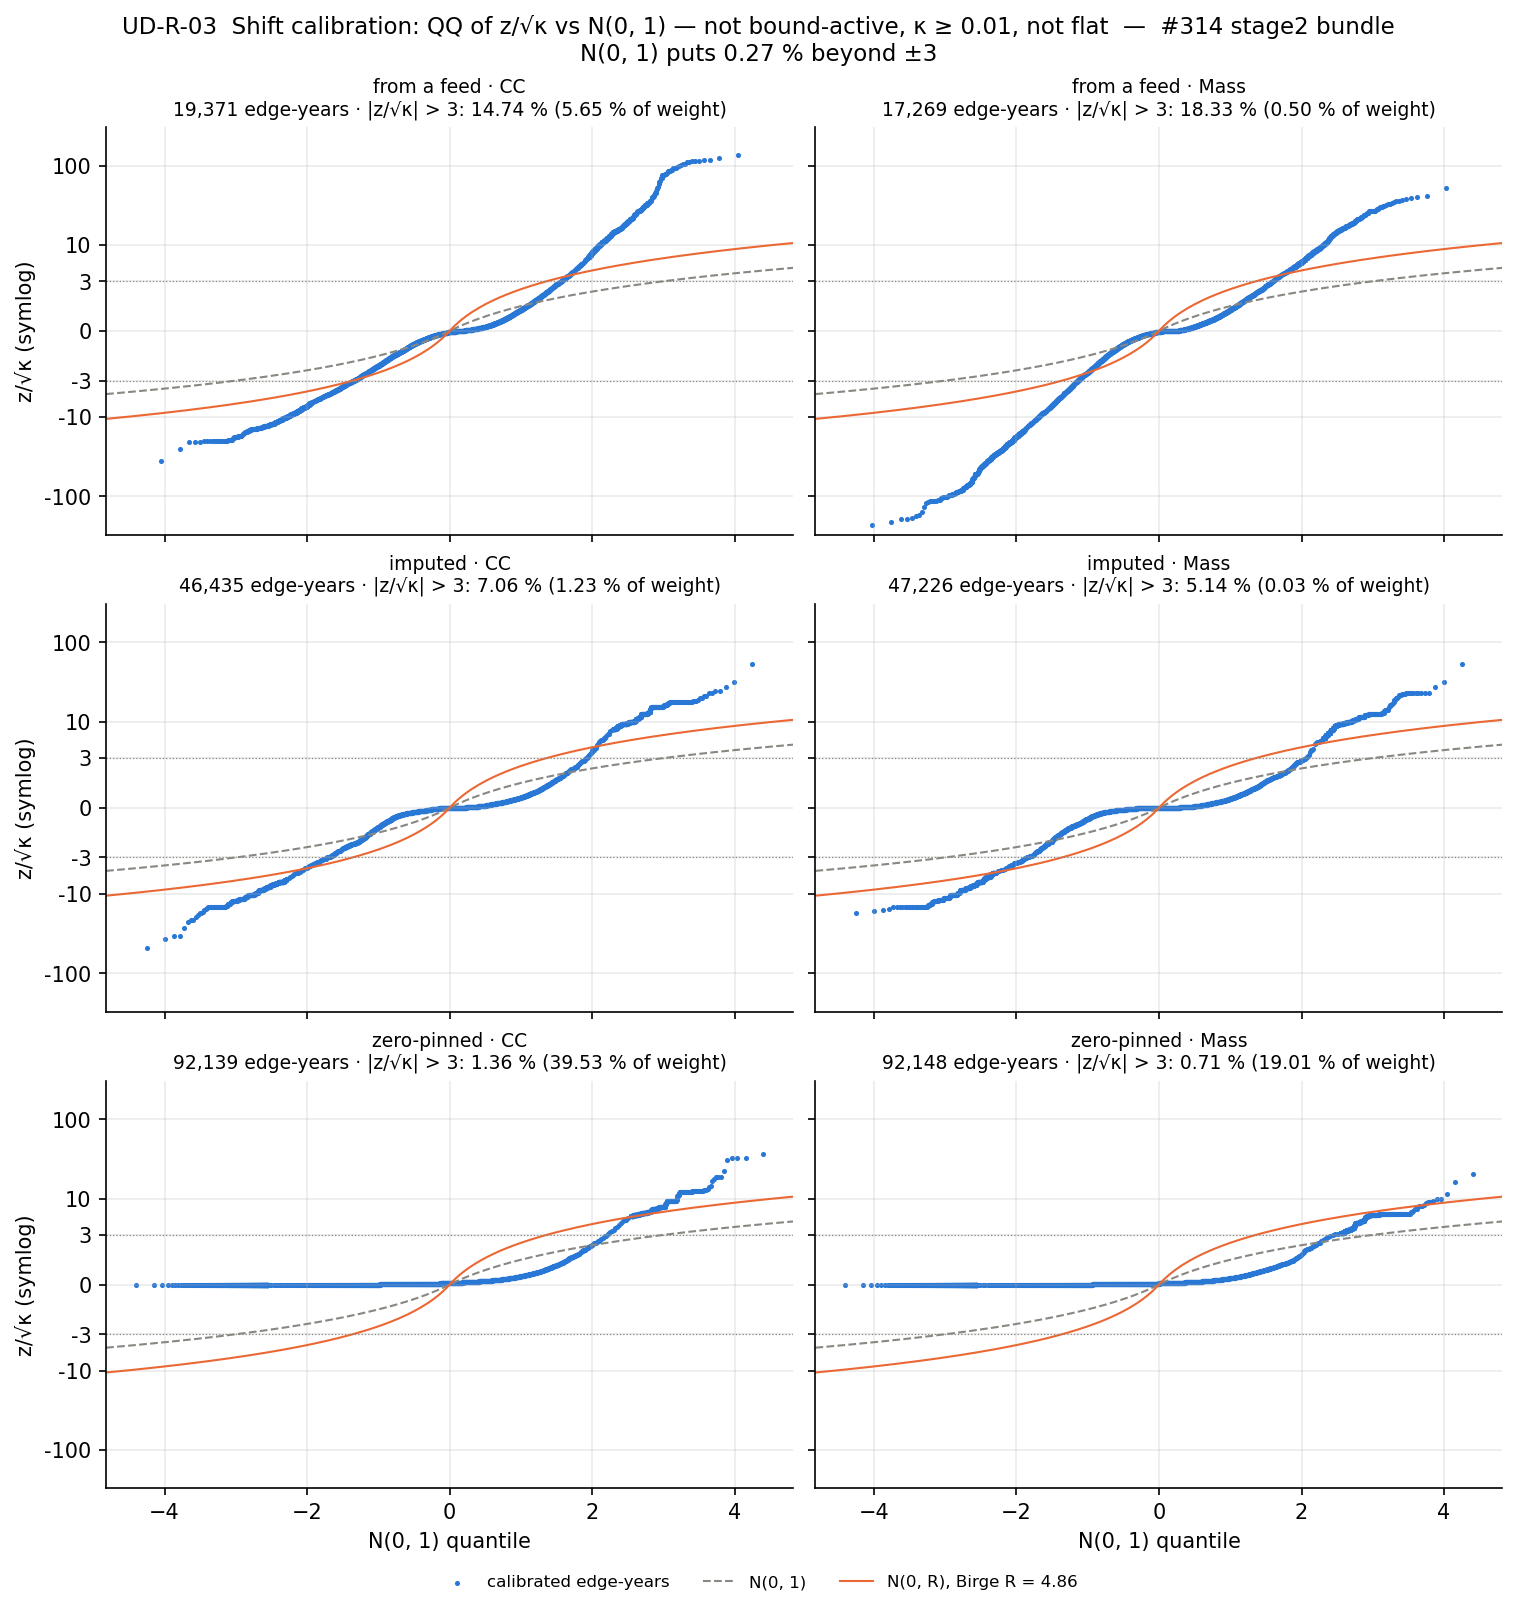 UD-R-03  Shift calibration: QQ of z/√κ vs N(0, 1) — not bound-active, κ ≥ 0.01, not flat  —  #314 stage2 bundle
N(0, 1) puts 0.27 % beyond ±3
from a feed · CC
19,371 edge-years · |z/√κ| > 3: 14.74 % (5.65 % of weight)
from a feed · Mass
17,269 edge-years · |z/√κ| > 3: 18.33 % (0.50 % of weight)
100
10
3
0
-3
-10
-100
z/√κ (symlog)
imputed · CC
46,435 edge-years · |z/√κ| > 3: 7.06 % (1.23 % of weight)
imputed · Mass
47,226 edge-years · |z/√κ| > 3: 5.14 % (0.03 % of weight)
100
10
3
0
-3
-10
-100
z/√κ (symlog)
zero-pinned · CC
92,139 edge-years · |z/√κ| > 3: 1.36 % (39.53 % of weight)
zero-pinned · Mass
92,148 edge-years · |z/√κ| > 3: 0.71 % (19.01 % of weight)
100
10
3
0
-3
-10
-100
z/√κ (symlog)
−4 −2 0 2 4
−4 −2 0 2 4
N(0, 1) quantile
N(0, 1) quantile
calibrated edge-years
N(0, 1)
N(0, R), Birge R = 4.86